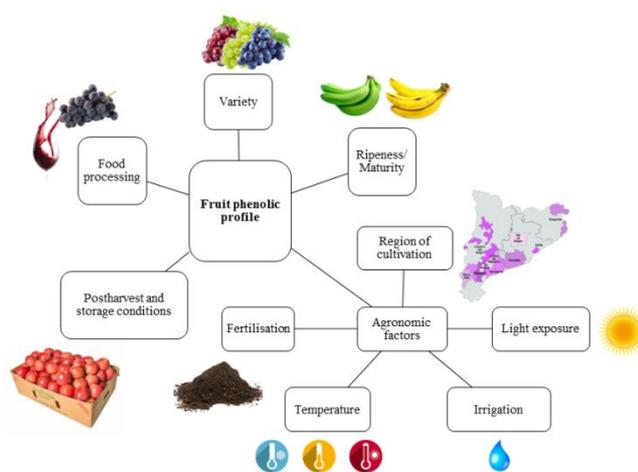 Variety
Food
processing
Ripeness/
Maturity
Fruit phenolic
profile
Region of
cultivation
Postharvest and
storage conditions
Fertilisation
Agronomic
factors
Light exposure
Temperature
Irrigation